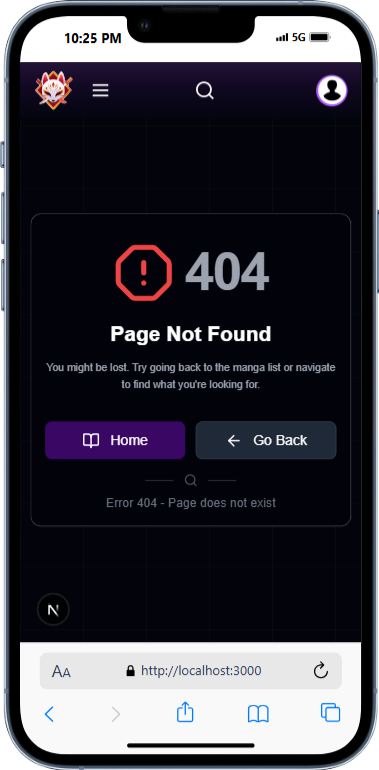 10:25 PM
5G
404
Page Not Found
You might be lost. Try going back to the manga list or navigate
to find what you're looking for.
Home
Go Back
Error 404 - Page does not exist
N
AA
http://localhost:3000